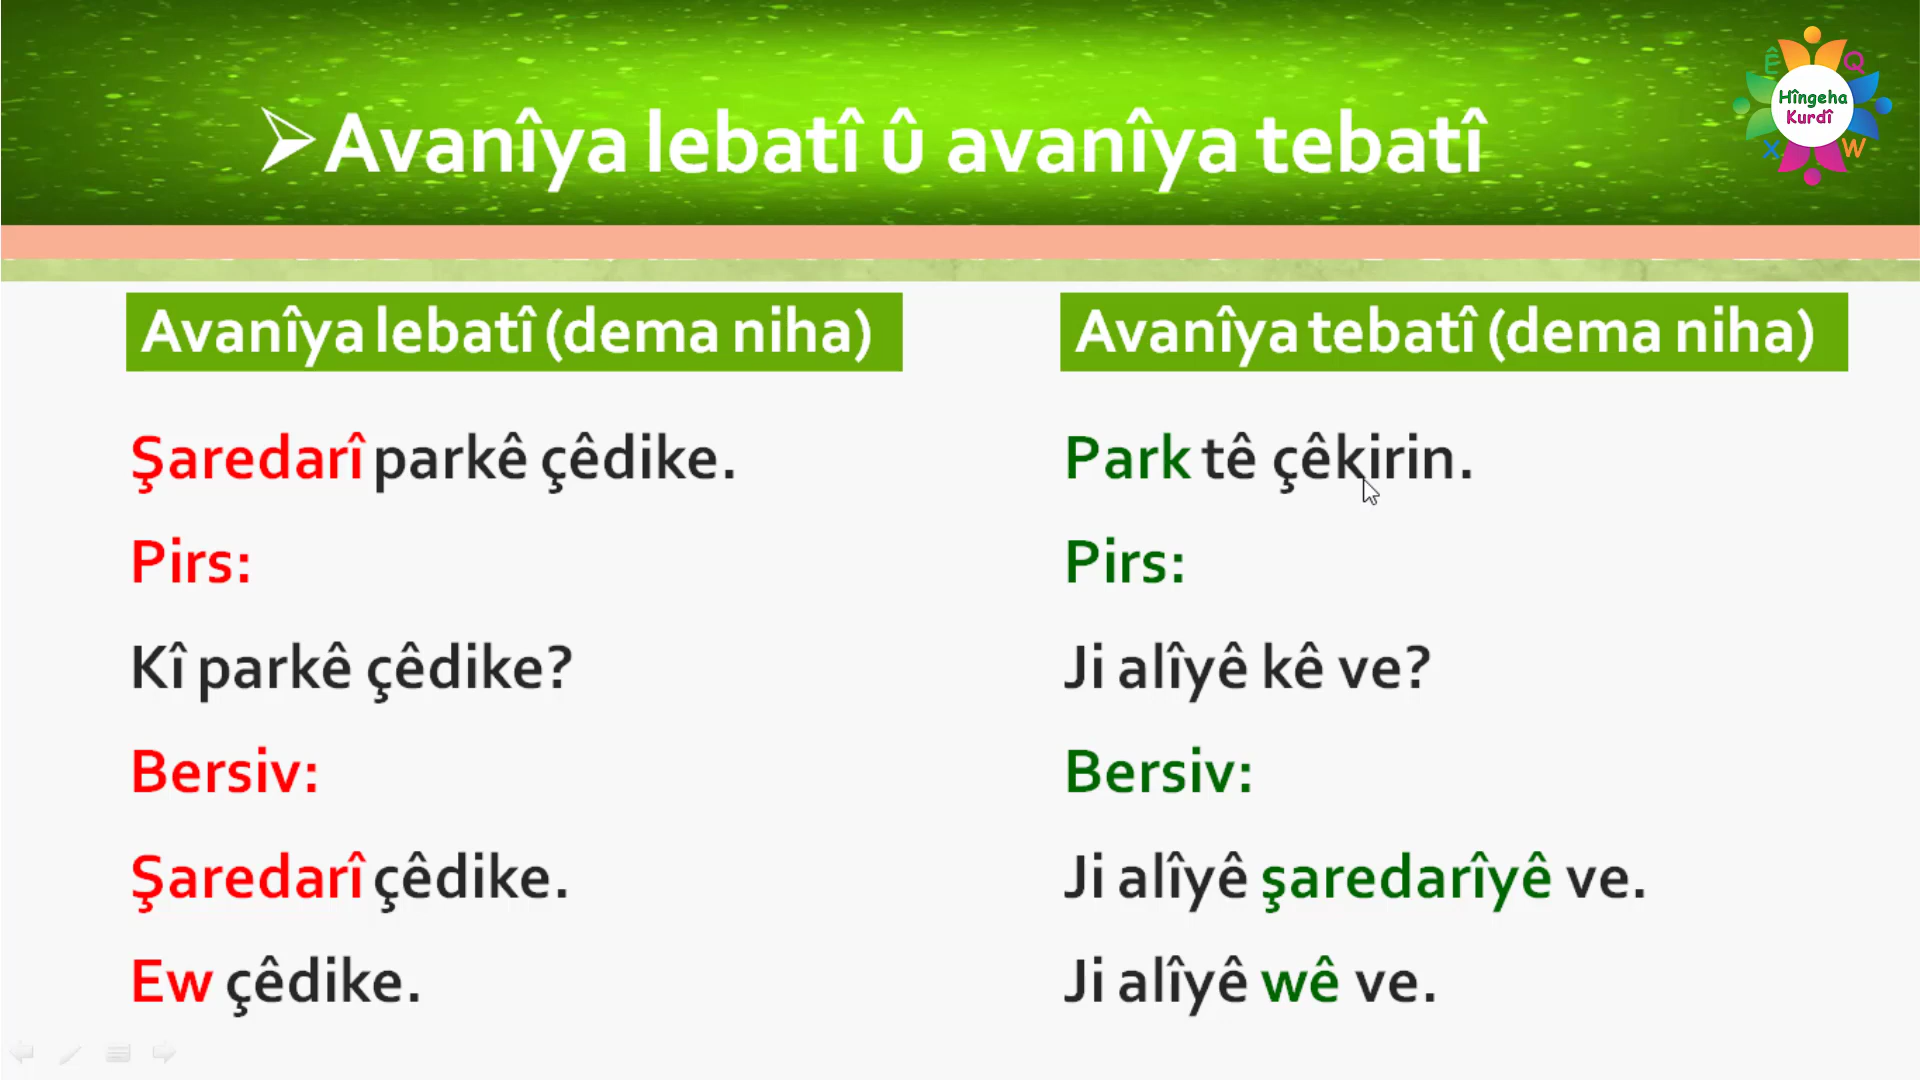 Avanîya lebatî û avanîya tebatî
Ê Q
Hîngeha
Kurdî
X W
Avanîya lebatî (dema niha)
Şaredarî parkê çêdike.
Pirs:
Kî parkê çêdike?
Bersiv:
Şaredarî çêdike.
Ew çêdike.
Avanîya tebatî (dema niha)
Park tê çêkirin.
Pirs:
Ji alîyê kê ve?
Bersiv:
Ji alîyê şaredarîyê ve.
Ji alîyê wê ve.